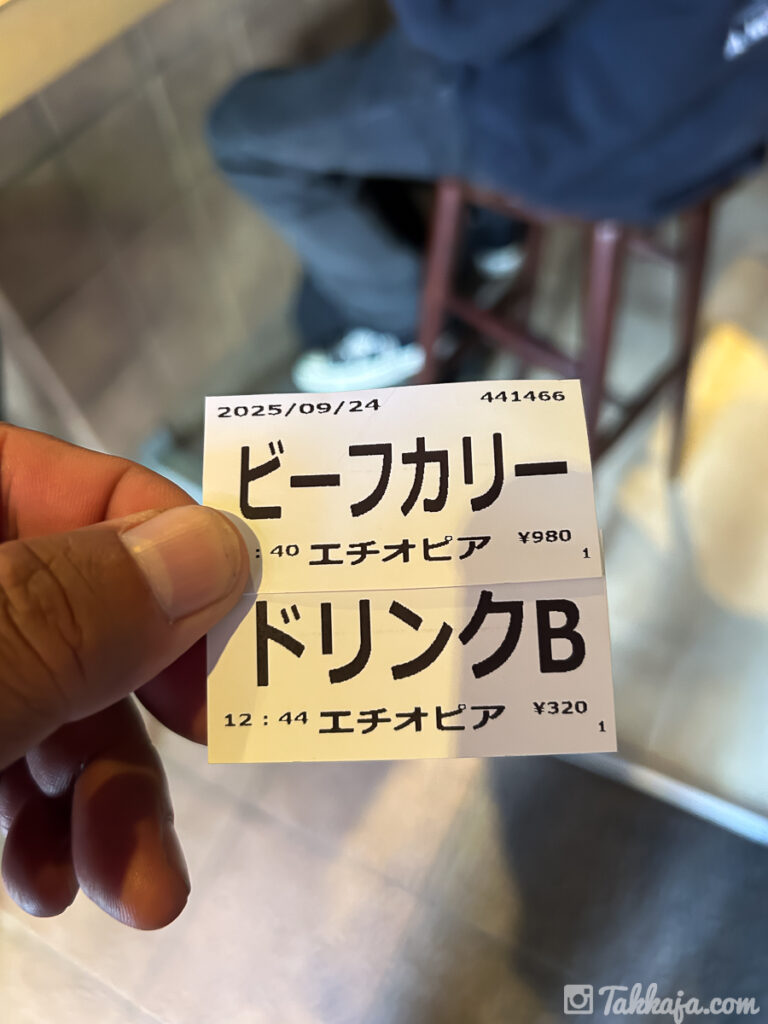 2025/09/24 441466
ビーフカリー
:40 エチオピア ¥980 1
ドリンクB
12:44 エチオピア ¥320 1
Takkaja.com